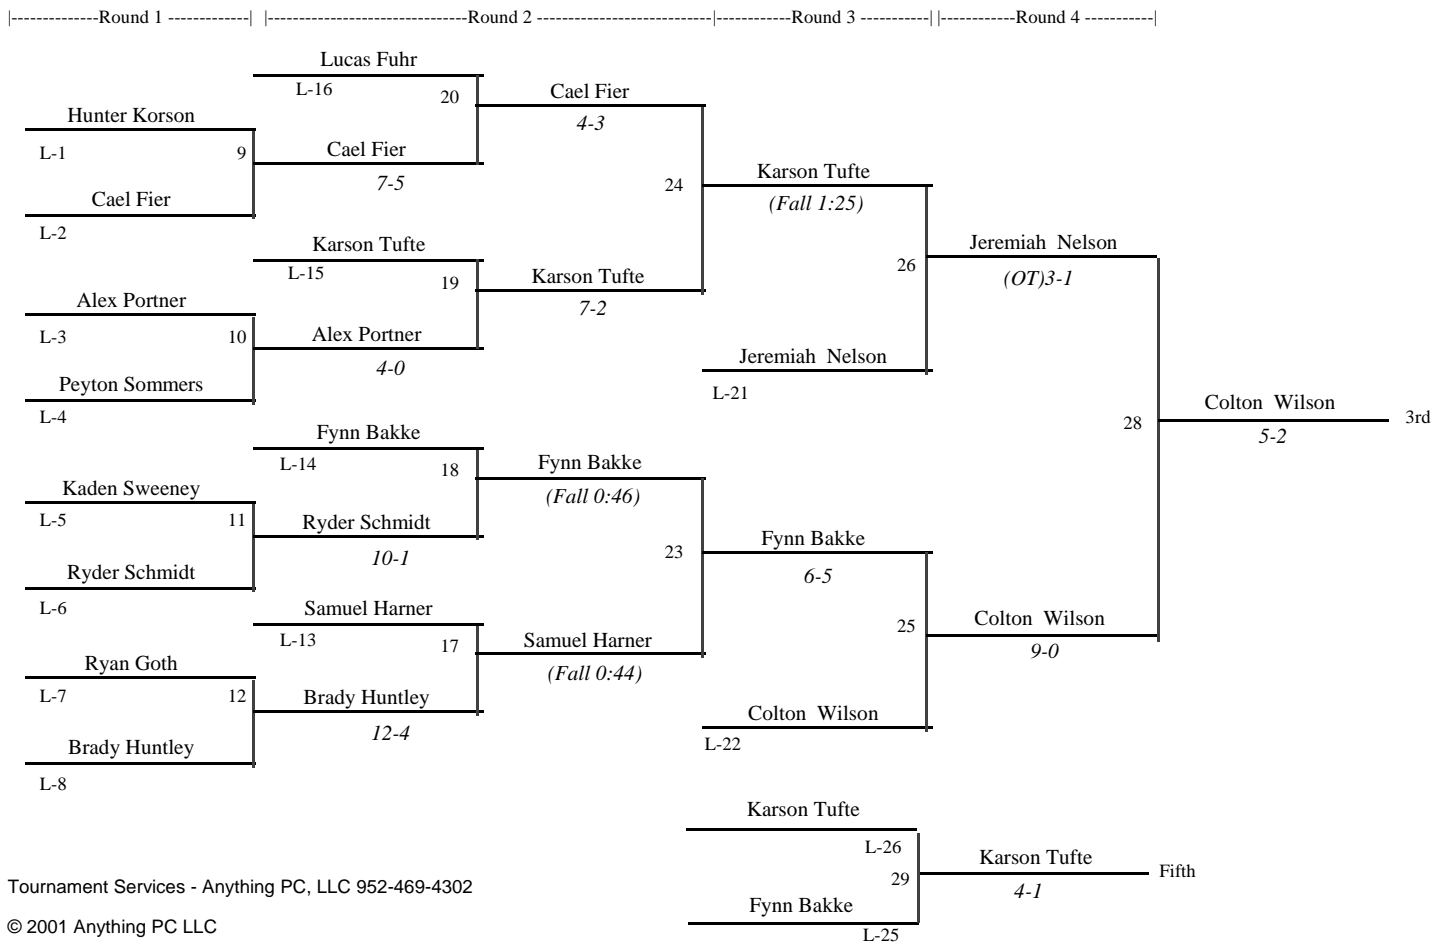 |--------------Round 1 -------------| |--------------------------Round 2 -----------------------|----------Round 3 -----------| |----------Round 4 -----------|
Lucas Fuhr
L-16
20
Cael Fier
4-3
Hunter Korson
L-1
9
Cael Fier
7-5
Cael Fier
L-2
24
Karson Tufte
(Fall 1:25)
Karson Tufte
L-15
19
Karson Tufte
7-2
Alex Portner
L-3
10
Alex Portner
4-0
Peyton Sommers
L-4
26
Jeremiah  Nelson
(OT)3-1
Jeremiah  Nelson
L-21
28
Colton  Wilson
5-2
3rd
Fynn Bakke
L-14
18
Fynn Bakke
(Fall 0:46)
Kaden Sweeney
L-5
11
Ryder Schmidt
10-1
Ryder Schmidt
L-6
23
Fynn Bakke
6-5
Samuel Harner
L-13
17
Samuel Harner
(Fall 0:44)
Ryan Goth
L-7
12
Brady Huntley
12-4
Brady Huntley
L-8
25
Colton  Wilson
9-0
Colton  Wilson
L-22
Karson Tufte
L-26
29
Karson Tufte
4-1
Fifth
Fynn Bakke
L-25
Tournament Services - Anything PC, LLC 952-469-4302
© 2001 Anything PC LLC